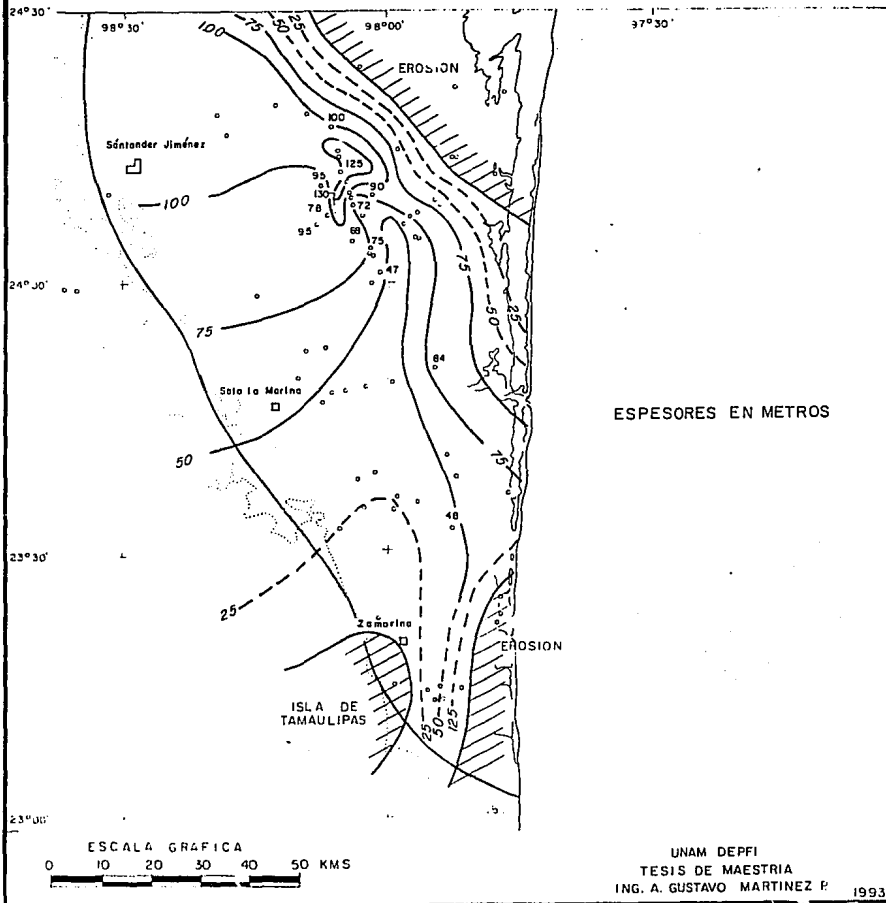 24°30'
98°30'
98°00'
97°30'
25
50
75
100
EROSION
100
Sántander Jiménez
125
95
130
90
100
78
72
95
68
75
47
24°30'
75
50
25
75
84
Soto la Marina
ESPESORES EN METROS
50
75
48
23°30'
25
Zamorina
EROSION
ISLA DE
TAMAULIPAS
25
50
125
23°00'
ESCALA GRAFICA
0 10 20 30 40 50 KMS
UNAM DEPFI
TESIS DE MAESTRIA
ING. A. GUSTAVO MARTINEZ P.
1993